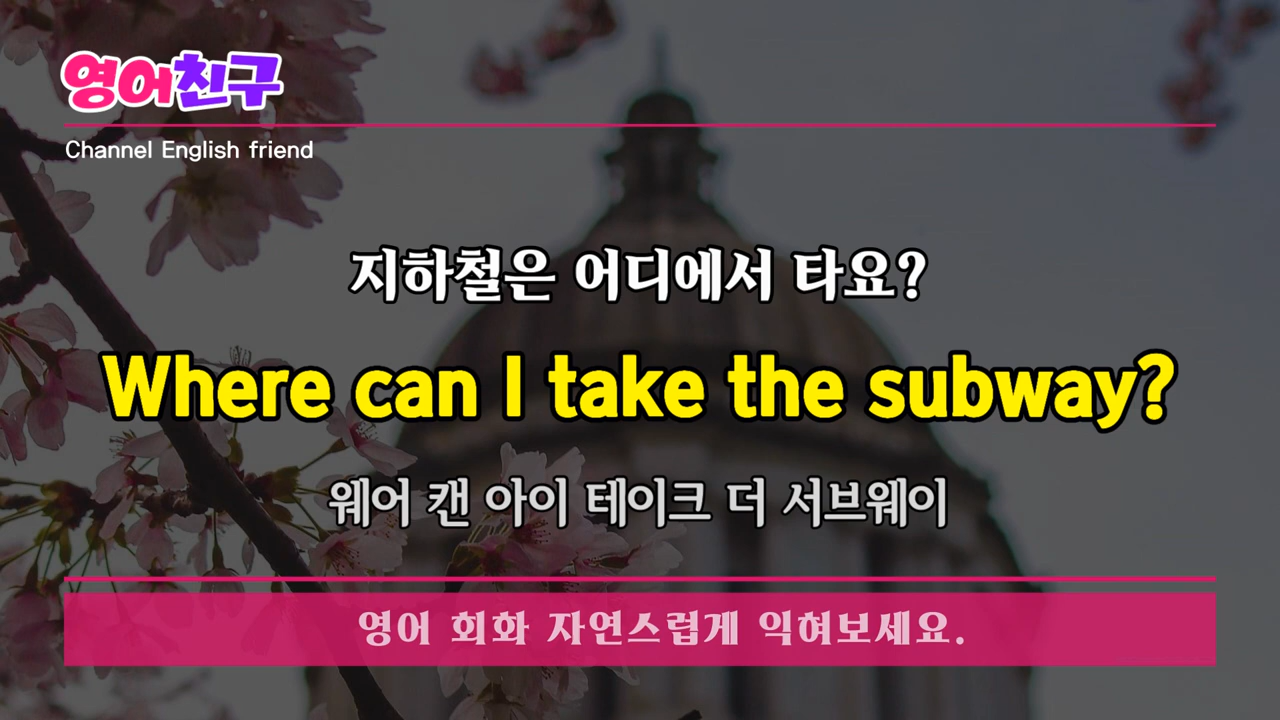 영어친구
Channel English friend
지하철은 어디에서 타요?
Where can I take the subway?
웨어 캔 아이 테이크 더 서브웨이
영어 회화 자연스럽게 익혀보세요.